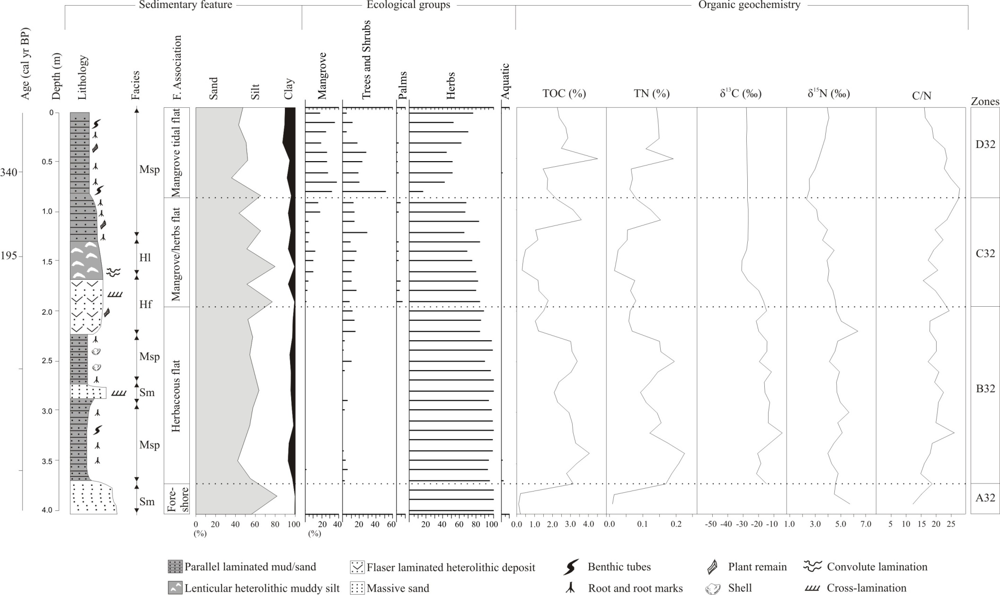 Sedimentary feature
Ecological groups
Organic geochemistry
Age (cal yr BP)
Depth (m)
Lithology
Facies
F. Association
Sand
Silt
Clay
Mangrove
Trees and Shrubs
Palms
Herbs
Aquatic
TOC (%)
TN (%)
δ¹³C (‰)
δ¹⁵N (‰)
C/N
Zones
340
195
0
0.5
1.0
1.5
2.0
2.5
3.0
3.5
4.0
Msp
Hl
Hf
Msp
Sm
Msp
Sm
Mangrove tidal flat
Mangrove/herbs flat
Herbaceous flat
Fore-
shore
D32
C32
B32
A32
0 20 40 60 80 100
(%)
20 40
(%)
20 40 60
20 40 60 80 100
0.0 1.0 2.0 3.0 4.0
0.0 0.1 0.2
-50 -40 -30 -20 -10
1.0 3.0 5.0 7.0
5 10 15 20 25
Parallel laminated mud/sand
Flaser laminated heterolithic deposit
Benthic tubes
Plant remain
Convolute lamination
Lenticular heterolithic muddy silt
Massive sand
Root and root marks
Shell
Cross-lamination